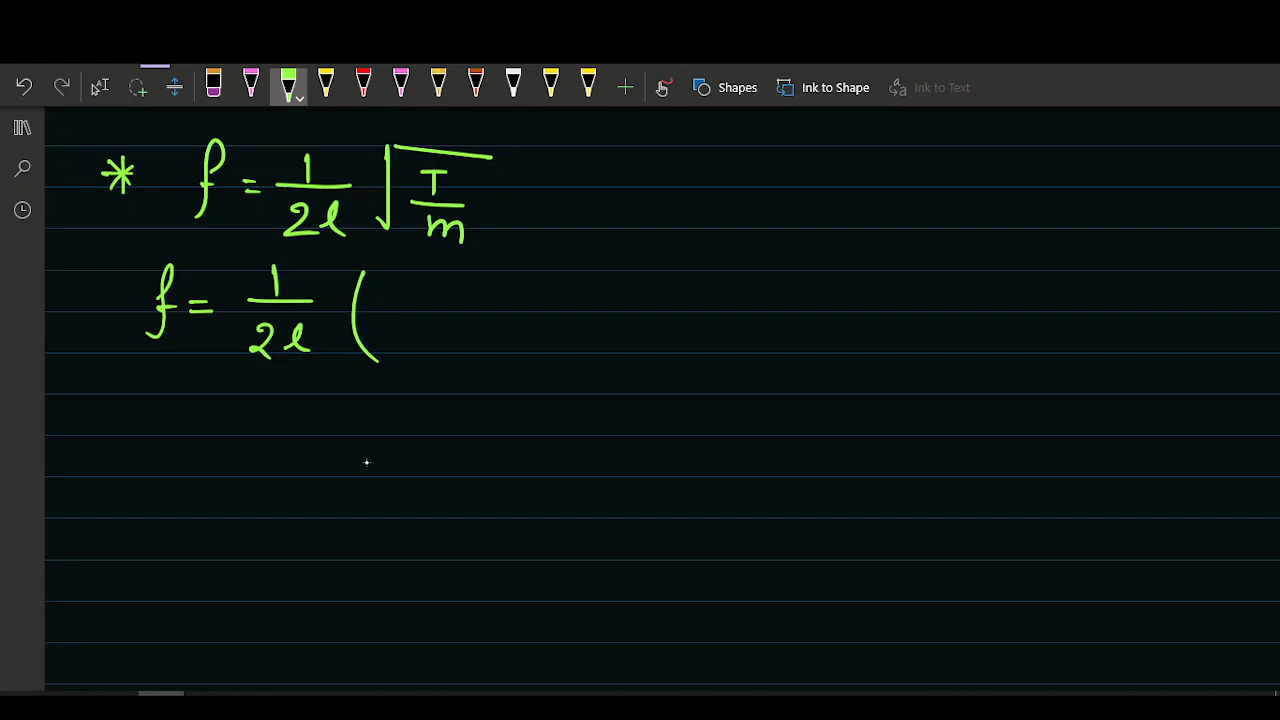 Shapes Ink to Shape Ink to Text
* f = 1/2l √T/m
f = 1/2l (